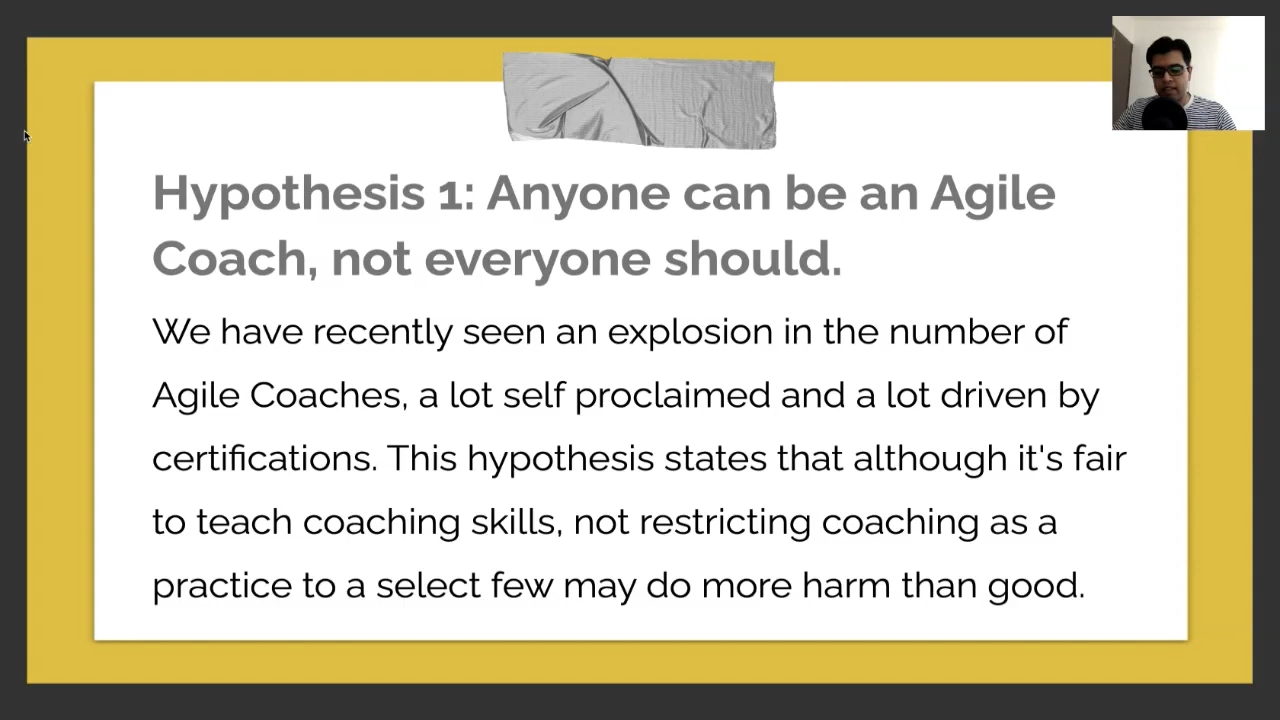 Hypothesis 1: Anyone can be an Agile
Coach, not everyone should.
We have recently seen an explosion in the number of
Agile Coaches, a lot self proclaimed and a lot driven by
certifications. This hypothesis states that although it's fair
to teach coaching skills, not restricting coaching as a
practice to a select few may do more harm than good.